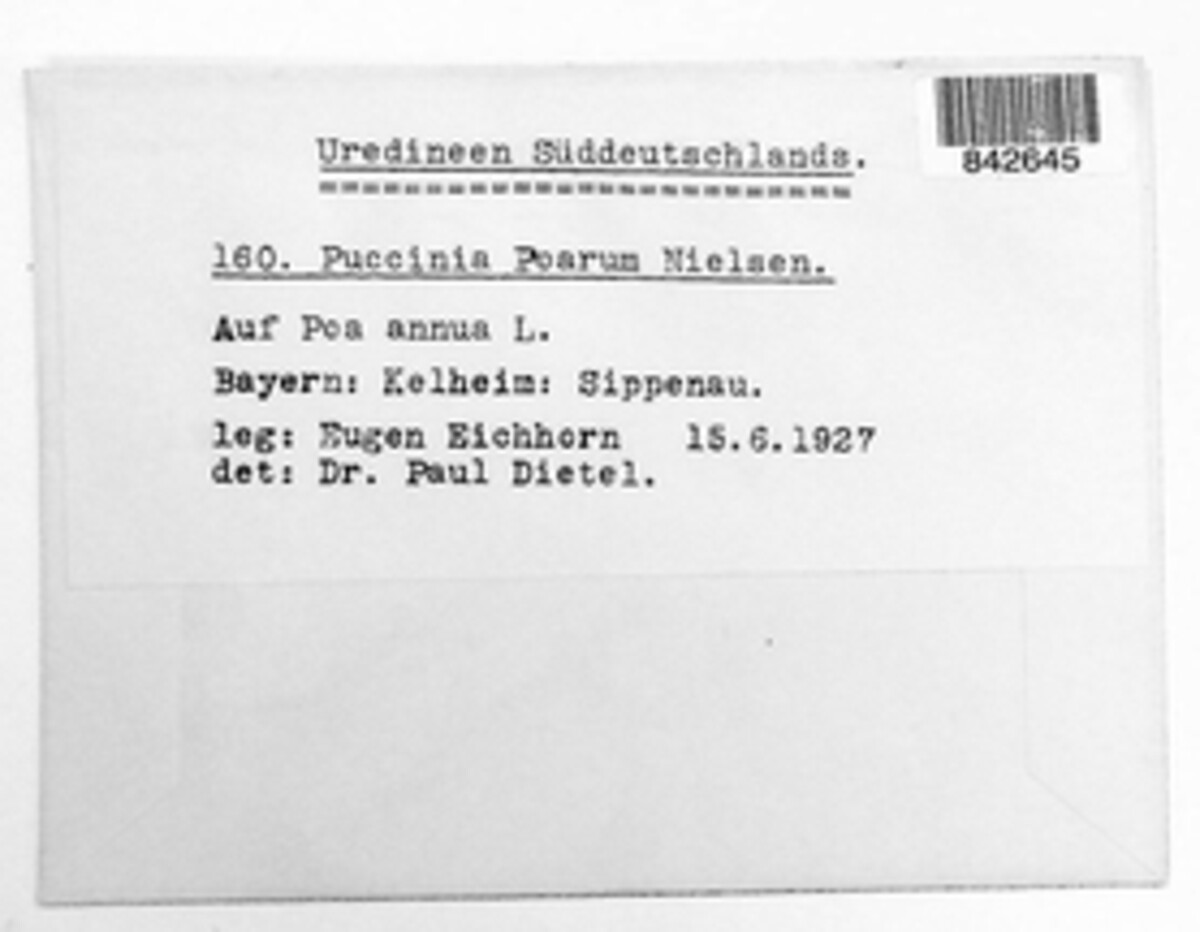 842645
Uredineen Süddeutschlands.
=========================
160. Puccinia Poarum Nielsen.
Auf Poa annua L.
Bayern: Kelheim: Sippenau.
leg: Eugen Eichhorn 15.6.1927
det: Dr. Paul Dietel.